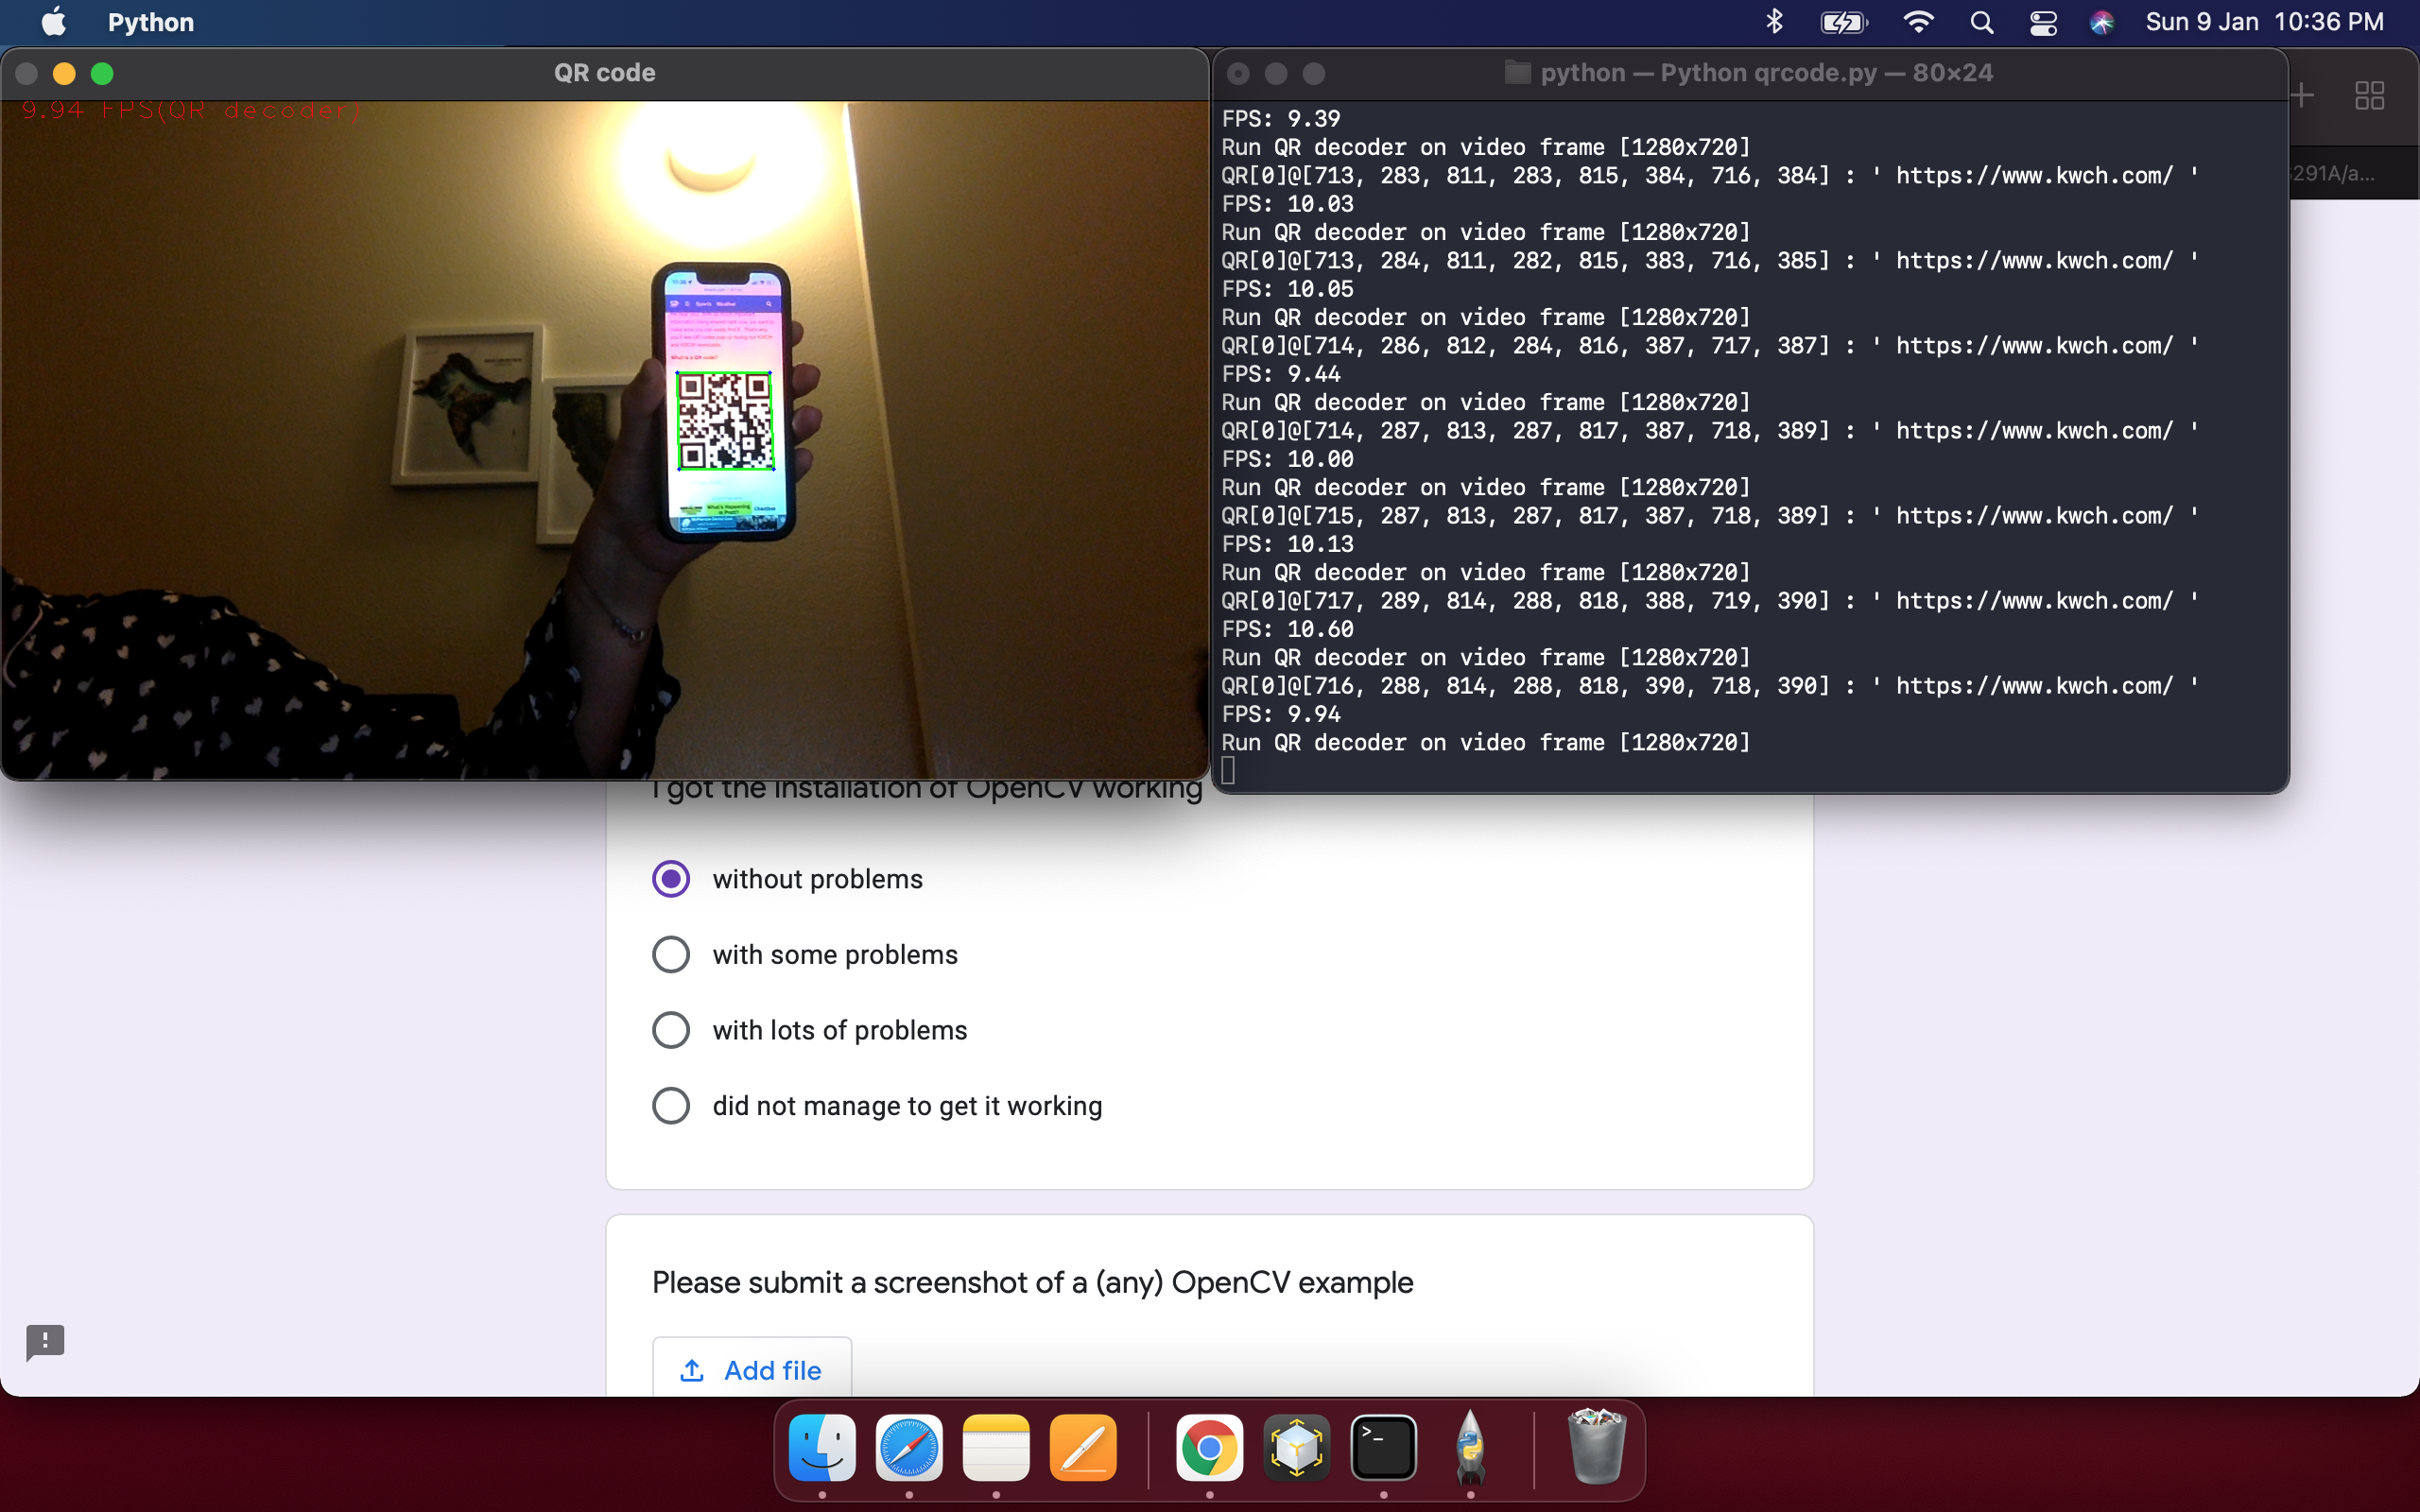 Python
Sun 9 Jan 10:36 PM
QR code
9.94 FPS(QR decoder)
Sports Weather
What is a QR code?
What's Happening
python — Python qrcode.py — 80×24
FPS: 9.39
Run QR decoder on video frame [1280x720]
QR[0]@[713, 283, 811, 283, 815, 384, 716, 384] : ' https://www.kwch.com/ '
FPS: 10.03
Run QR decoder on video frame [1280x720]
QR[0]@[713, 284, 811, 282, 815, 383, 716, 385] : ' https://www.kwch.com/ '
FPS: 10.05
Run QR decoder on video frame [1280x720]
QR[0]@[714, 286, 812, 284, 816, 387, 717, 387] : ' https://www.kwch.com/ '
FPS: 9.44
Run QR decoder on video frame [1280x720]
QR[0]@[714, 287, 813, 287, 817, 387, 718, 389] : ' https://www.kwch.com/ '
FPS: 10.00
Run QR decoder on video frame [1280x720]
QR[0]@[715, 287, 813, 287, 817, 387, 718, 389] : ' https://www.kwch.com/ '
FPS: 10.13
Run QR decoder on video frame [1280x720]
QR[0]@[717, 289, 814, 288, 818, 388, 719, 390] : ' https://www.kwch.com/ '
FPS: 10.60
Run QR decoder on video frame [1280x720]
QR[0]@[716, 288, 814, 288, 818, 390, 718, 390] : ' https://www.kwch.com/ '
FPS: 9.94
Run QR decoder on video frame [1280x720]
291A/a...
I got the installation of OpenCV working
without problems
with some problems
with lots of problems
did not manage to get it working
Please submit a screenshot of a (any) OpenCV example
Add file